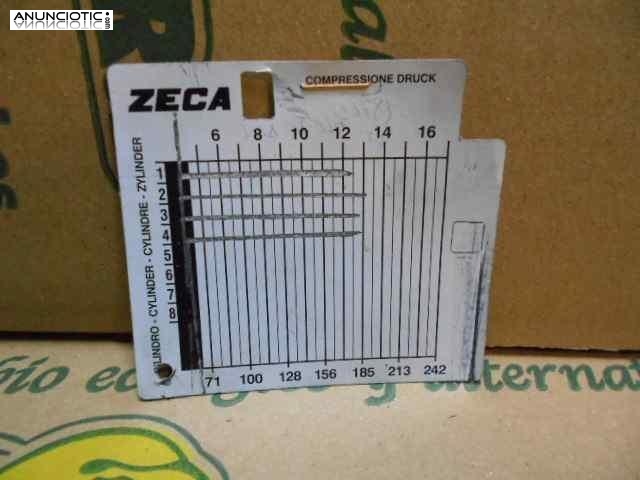 ANUNCIOTIC
ZECA
COMPRESSIONE DRUCK
6 8 10 12 14 16
CILINDRO - CYLINDER - CYLINDRE - ZYLINDER
1
2
3
4
5
6
7
8
71 100 128 156 185 213 242